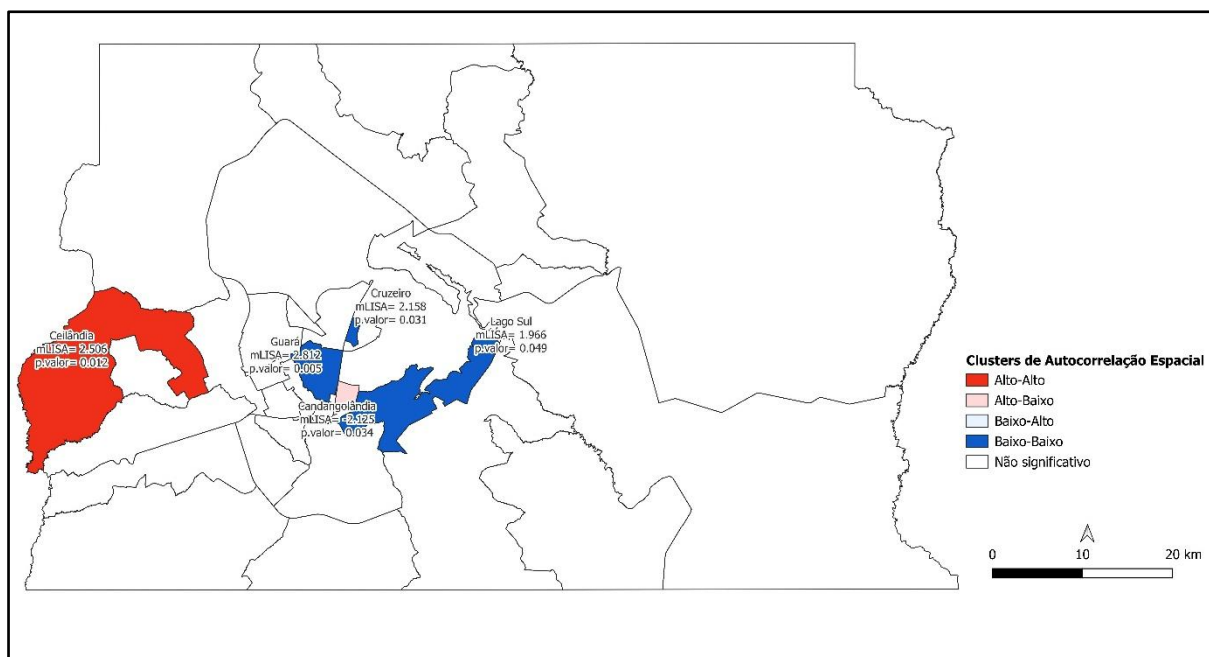 Cruzeiro
mLISA= 2.158
p.valor= 0.031
Lago Sul
mLISA= 1.966
p.valor= 0.049
Ceilândia
mLISA= 2.506
p.valor= 0.012
Guará
mLISA= 2.812
p.valor= 0.005
Candangolândia
mLISA= -2.125
p.valor= 0.034
Clusters de Autocorrelação Espacial
Alto-Alto
Alto-Baixo
Baixo-Alto
Baixo-Baixo
Não significativo
0 10 20 km